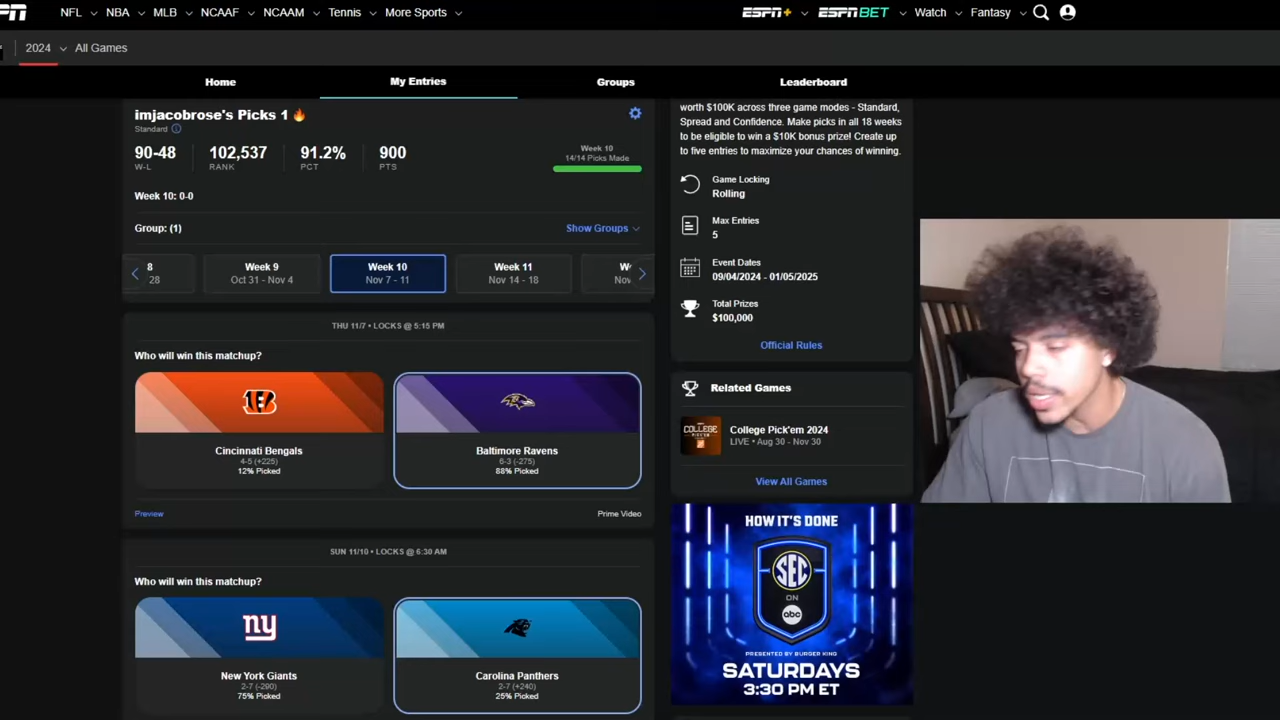 NFL
NBA
MLB
NCAAF
NCAAM
Tennis
More Sports
ESPN+
ESPN BET
Watch
Fantasy
2024
All Games
Home
My Entries
Groups
Leaderboard
imjacobrose's Picks 1 🔥
Standard
90-48
W-L
102,537
RANK
91.2%
PCT
900
PTS
Week 10
14/14 Picks Made
Week 10: 0-0
Group: (1)
Show Groups
8
28
Week 9
Oct 31 - Nov 4
Week 10
Nov 7 - 11
Week 11
Nov 14 - 18
THU 11/7 • LOCKS @ 5:15 PM
Who will win this matchup?
Cincinnati Bengals
4-5 (+225)
12% Picked
Baltimore Ravens
6-3 (-275)
88% Picked
Preview
Prime Video
SUN 11/10 • LOCKS @ 6:30 AM
Who will win this matchup?
ny
New York Giants
2-7 (-290)
75% Picked
Carolina Panthers
2-7 (+240)
25% Picked
worth $100K across three game modes - Standard,
Spread and Confidence. Make picks in all 18 weeks
to be eligible to win a $10K bonus prize! Create up
to five entries to maximize your chances of winning.
Game Locking
Rolling
Max Entries
5
Event Dates
09/04/2024 - 01/05/2025
Total Prizes
$100,000
Official Rules
Related Games
COLLEGE
PICK'EM
College Pick'em 2024
LIVE • Aug 30 - Nov 30
View All Games
HOW IT'S DONE
SEC
ON
abc
PRESENTED BY BURGER KING
SATURDAYS
3:30 PM ET